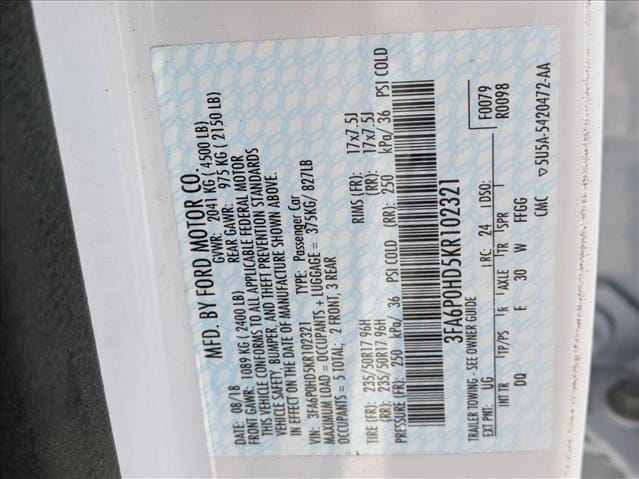 MFD. BY FORD MOTOR CO.
DATE: 08/18 GVWR: 2041 KG ( 4500 LB)
FRONT GAWR: 1089 KG ( 2400 LB) REAR GAWR: 975 KG ( 2150 LB)
THIS VEHICLE CONFORMS TO ALL APPLICABLE FEDERAL MOTOR
VEHICLE SAFETY, BUMPER, AND THEFT PREVENTION STANDARDS
IN EFFECT ON THE DATE OF MANUFACTURE SHOWN ABOVE.
VIN: 3FA6P0HD5KR102321 TYPE: Passenger Car
MAXIMUM LOAD = OCCUPANTS + LUGGAGE = 375KG/ 827LB
OCCUPANTS = 5 TOTAL; 2 FRONT, 3 REAR
TIRE (FR): 235/50R17 96H RIMS (FR): 17x7.5J
(RR): 235/50R17 96H (RR): 17x7.5J
PRESSURE (FR): 250 kPa/ 36 PSI COLD (RR): 250 kPa/ 36 PSI COLD
3FA6P0HD5KR102321
TRAILER TOWING - SEE OWNER GUIDE
F0079
R0098
EXT PNT: UG RC: 24 DSO:
INT TR TP/PS R AXLE TR SPR
DQ E 30 W FFGG
CMC ▽5U5A-5420472-AA